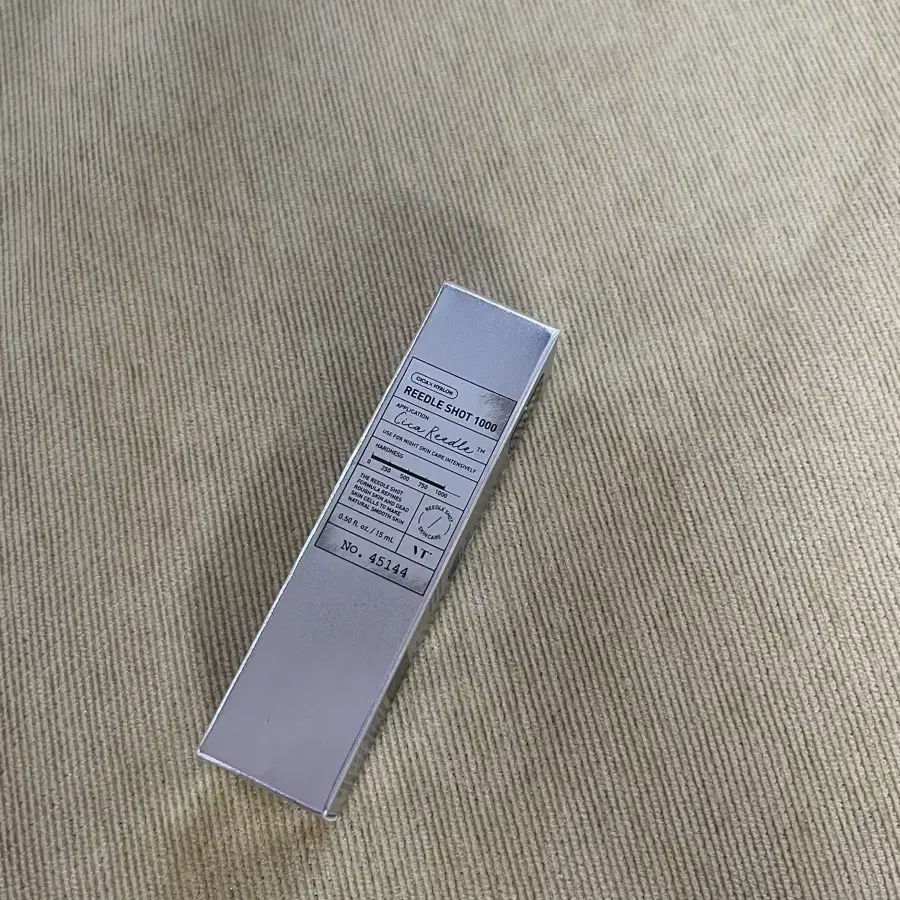 CICA × HYALON
REEDLE SHOT 1000
APPLICATION
Cica Reedle ™
USE FOR NIGHT SKIN CARE INTENSIVELY
HARDNESS
0 250 500 750 1000
THE REEDLE SHOT
FORMULA REFINES
ROUGH SKIN AND DEAD
SKIN CELLS TO MAKE
NATURAL SMOOTH SKIN
REEDLE SHOT
SKINCARE
0.50 fl. oz. / 15 mL
VT
No. 45144